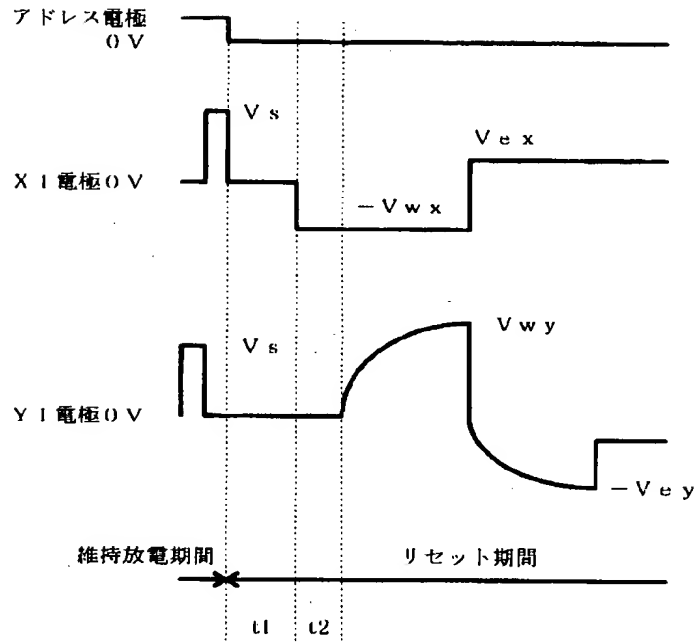 アドレス電極
0V
Vs
Vex
X1電極0V
－Vwx
Vwy
Vs
Y1電極0V
－Vey
維持放電期間
リセット期間
t1
t2